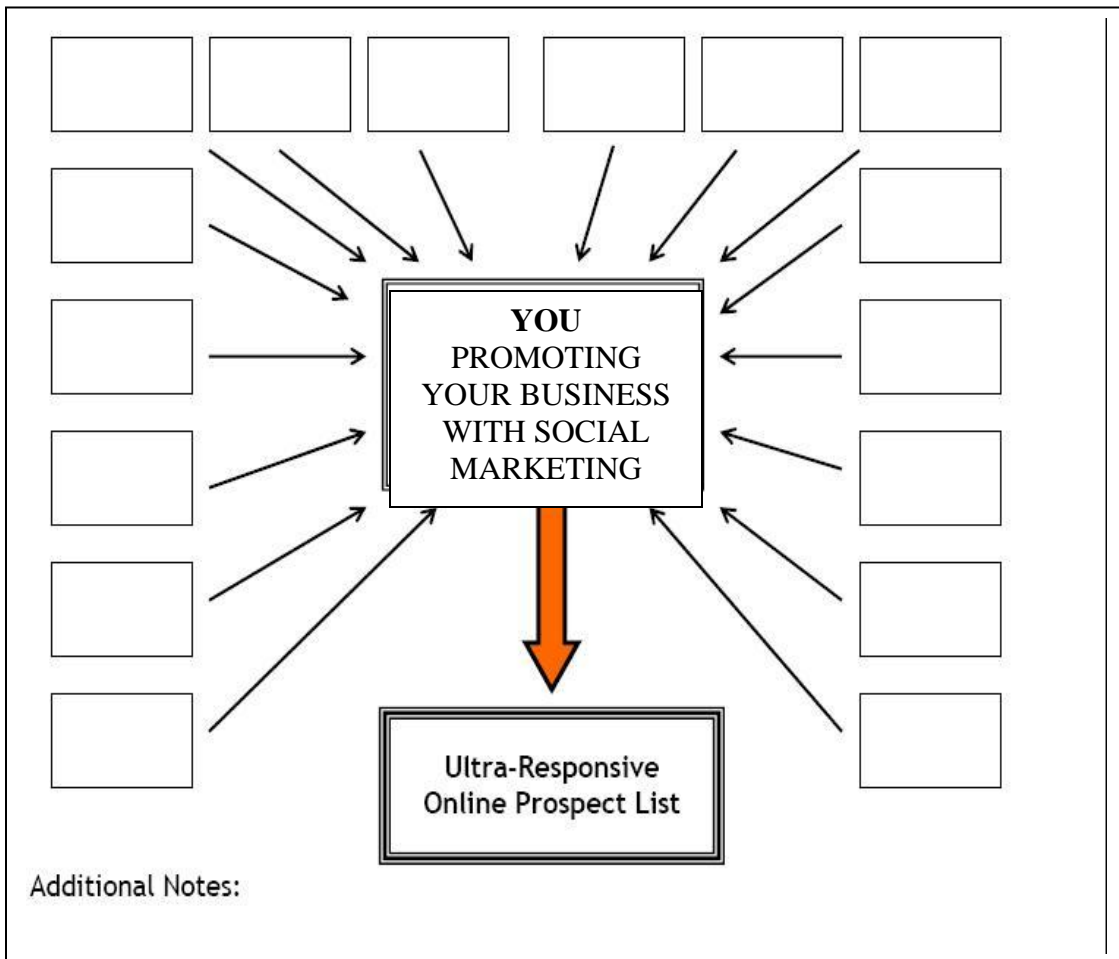 YOU
PROMOTING
YOUR BUSINESS
WITH SOCIAL
MARKETING
Ultra-Responsive
Online Prospect List
Additional Notes: